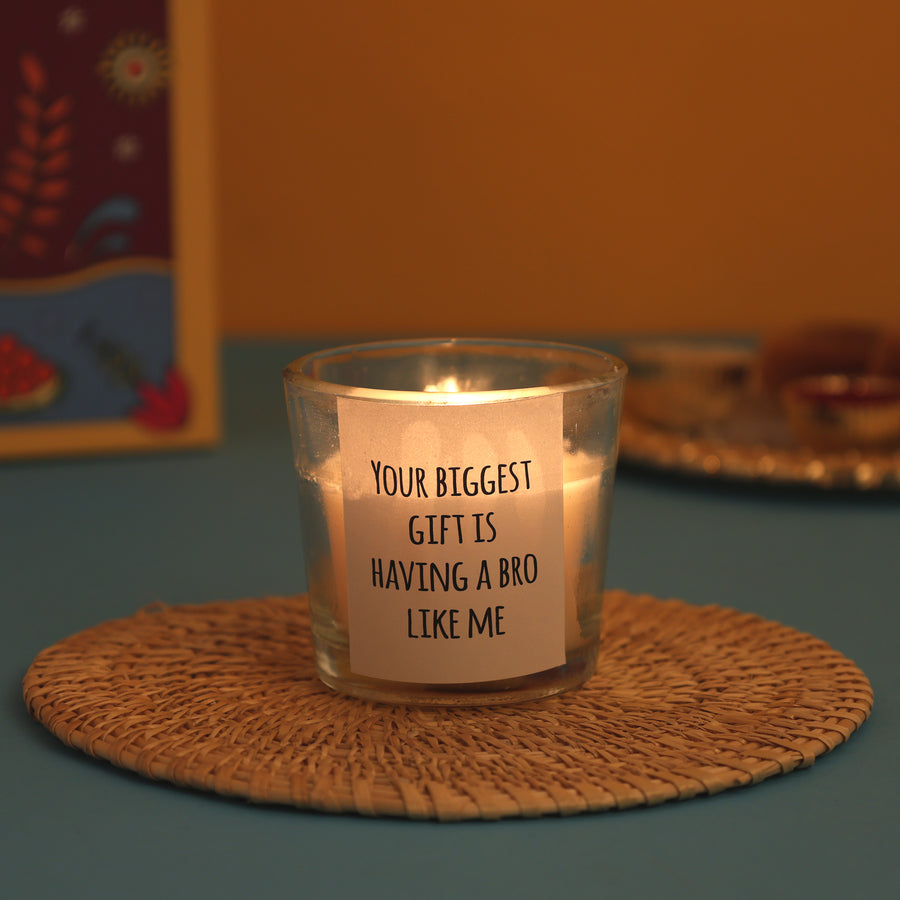 YOUR BIGGEST
GIFT IS
HAVING A BRO
LIKE ME